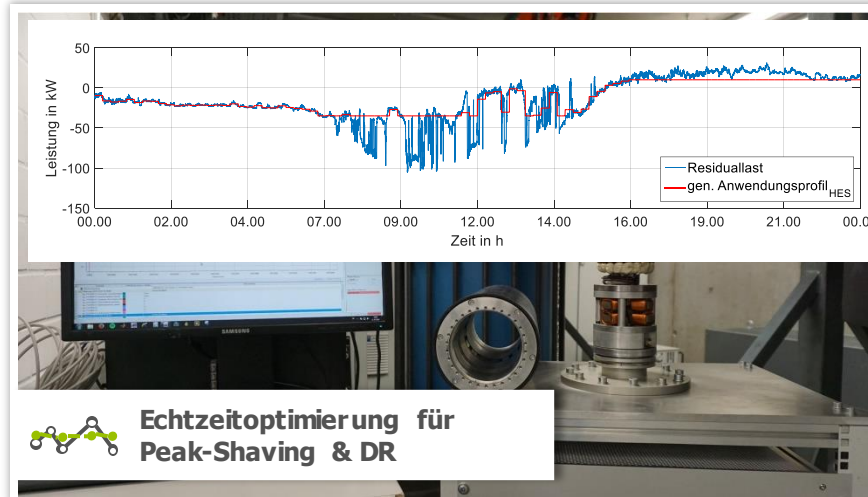 50
0
-50
-100
-150
Leistung in kW
00.00 02.00 04.00 07.00 09.00 12.00 14.00 16.00 19.00 21.00 00.0
Zeit in h
Residuallast
gen. Anwendungsprofil HES
SAMSUNG
Echtzeitoptimierung für
Peak-Shaving & DR